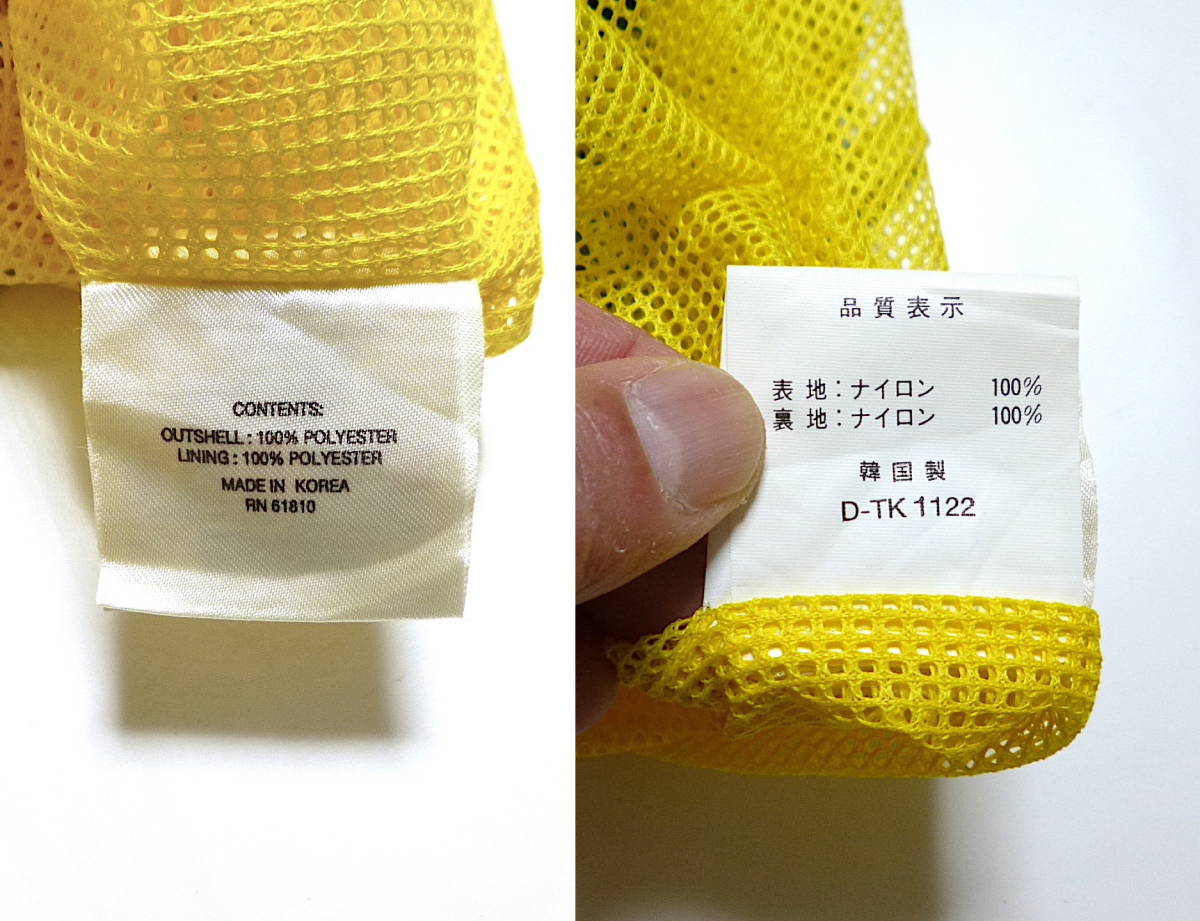 CONTENTS:
OUTSHELL : 100% POLYESTER
LINING : 100% POLYESTER
MADE IN KOREA
RN 61810
品質表示
表地：ナイロン 100%
裏地：ナイロン 100%
韓国製
D-TK 1122